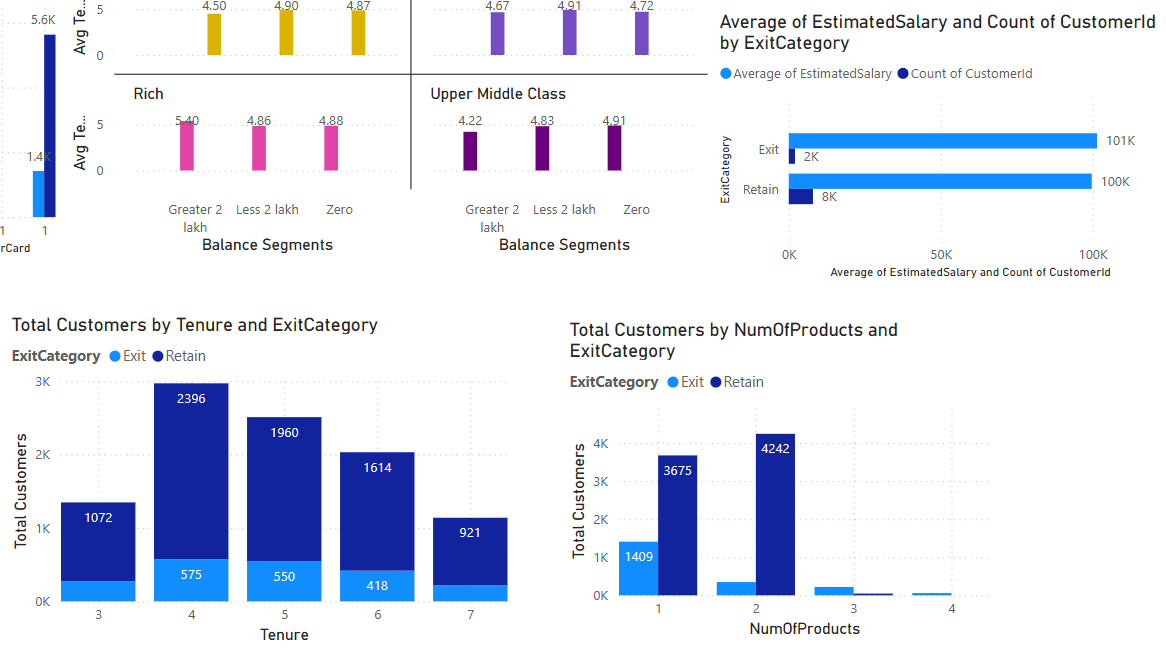 5.6K
1.4K
1 1
rCard
Avg Te...
5
0
4.50 4.90 4.87
4.67 4.91 4.72
Rich
Upper Middle Class
Avg Te...
5
0
5.40 4.86 4.88
4.22 4.83 4.91
Greater 2 lakh Less 2 lakh Zero
Balance Segments
Greater 2 lakh Less 2 lakh Zero
Balance Segments
Average of EstimatedSalary and Count of CustomerId
by ExitCategory
Average of EstimatedSalary Count of CustomerId
ExitCategory
Exit 101K
2K
Retain 100K
8K
0K 50K 100K
Average of EstimatedSalary and Count of CustomerId
Total Customers by Tenure and ExitCategory
ExitCategory Exit Retain
Total Customers
3K
2K
1K
0K
1072
2396
575
1960
550
1614
418
921
3 4 5 6 7
Tenure
Total Customers by NumOfProducts and
ExitCategory
ExitCategory Exit Retain
Total Customers
4K
3K
2K
1K
0K
1409
3675
4242
1 2 3 4
NumOfProducts